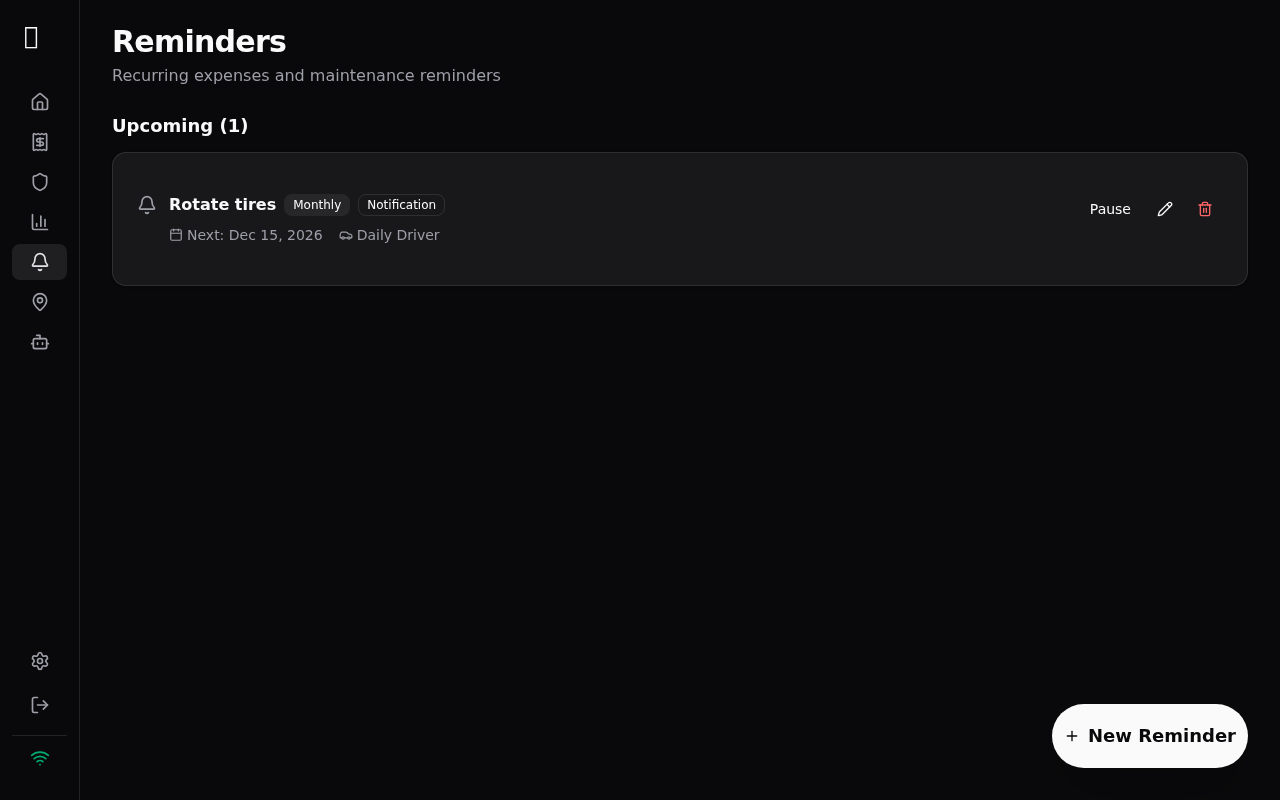 Reminders
Recurring expenses and maintenance reminders
Upcoming (1)
Rotate tires Monthly Notification
Next: Dec 15, 2026 Daily Driver
Pause
New Reminder